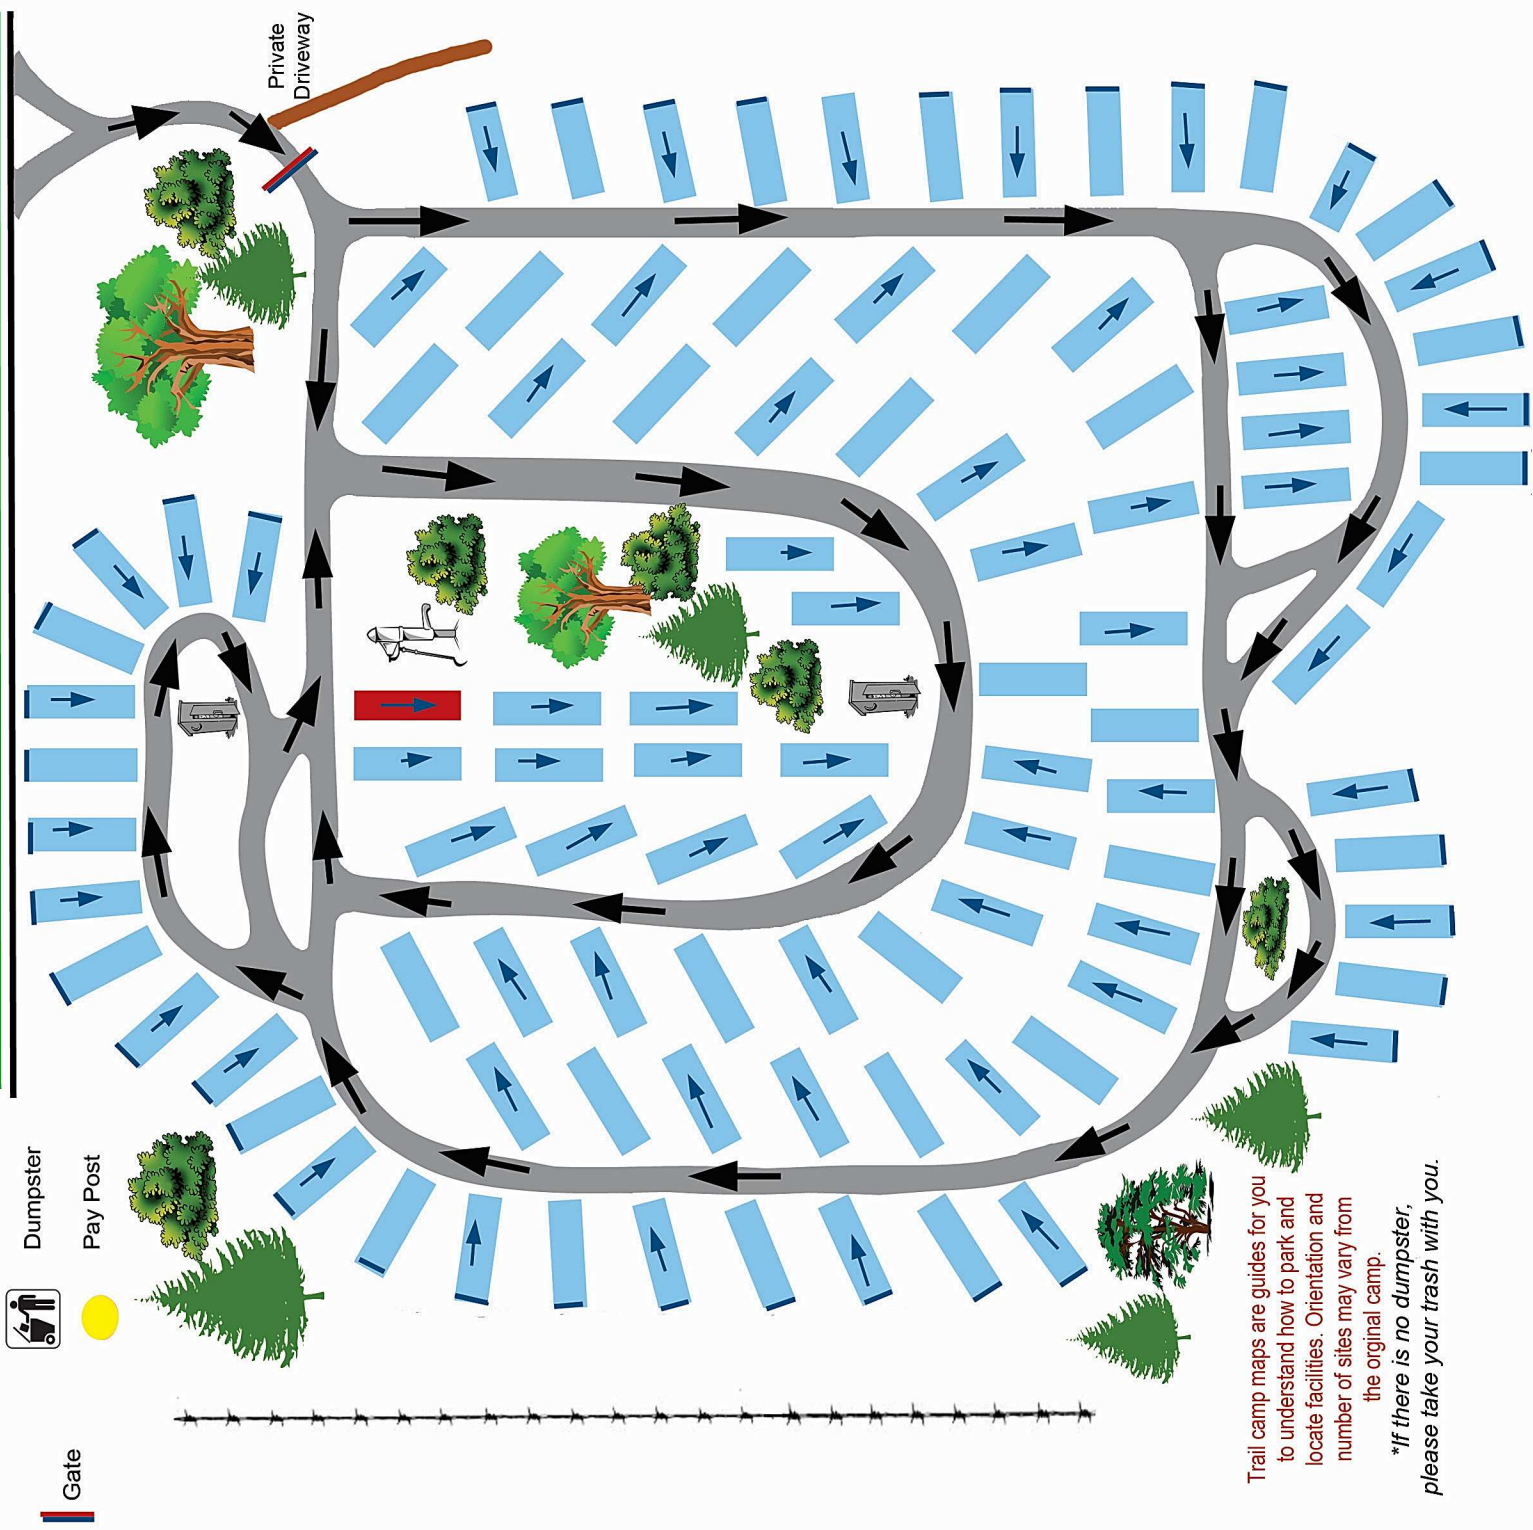 Private
Driveway
Gate
Dumpster
Pay Post
Trail camp maps are guides for you
to understand how to park and
locate facilities. Orientation and
number of sites may vary from
the orginal camp.
*If there is no dumpster,
please take your trash with you.